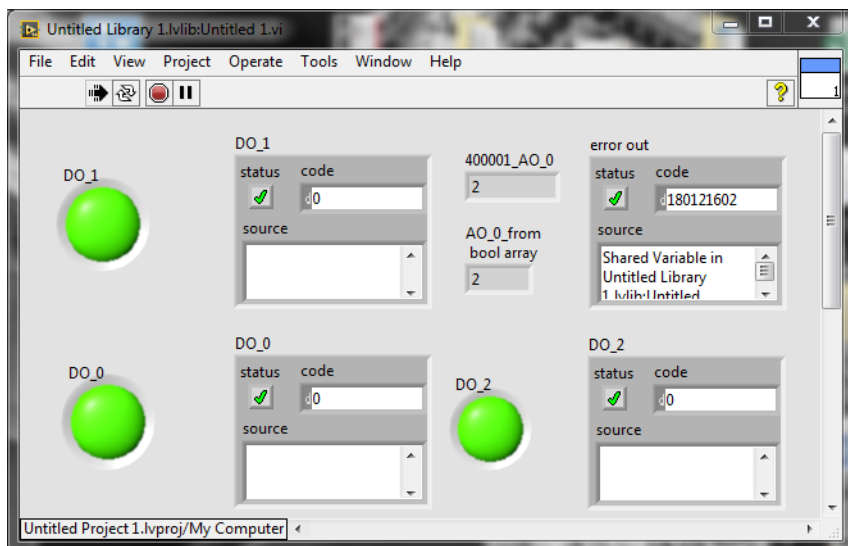 Untitled Library 1.lvlib:Untitled 1.vi
File Edit View Project Operate Tools Window Help
?
1
DO_1
DO_1
status code
d 0
source
400001_AO_0
2
AO_0_from
bool array
2
error out
status code
d 180121602
source
Shared Variable in
Untitled Library
1.lvlib:Untitled
DO_0
DO_0
status code
d 0
source
DO_2
DO_2
status code
d 0
source
Untitled Project 1.lvproj/My Computer